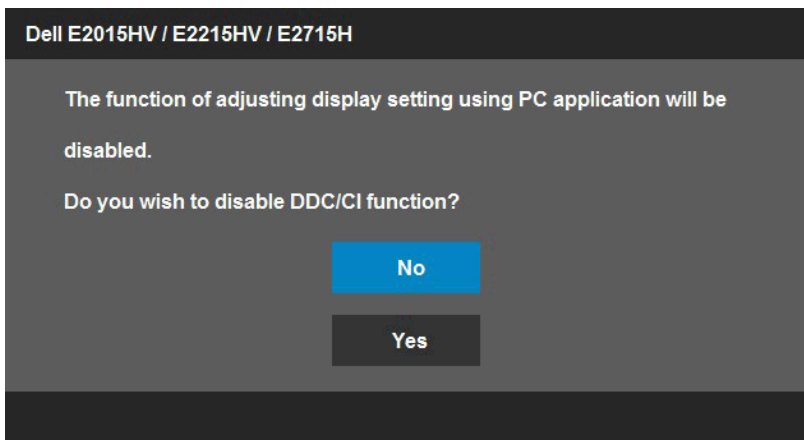 Dell E2015HV / E2215HV / E2715H
The function of adjusting display setting using PC application will be
disabled.
Do you wish to disable DDC/CI function?
No
Yes